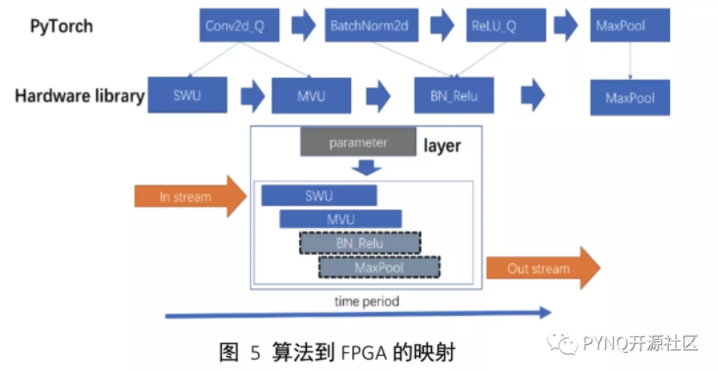 PyTorch
Conv2d_Q
BatchNorm2d
ReLU_Q
MaxPool
Hardware library
SWU
MVU
BN_Relu
MaxPool
parameter
layer
In stream
SWU
MVU
BN_Relu
MaxPool
Out stream
time period
图 5 算法到 FPGA 的映射
PYNQ开源社区